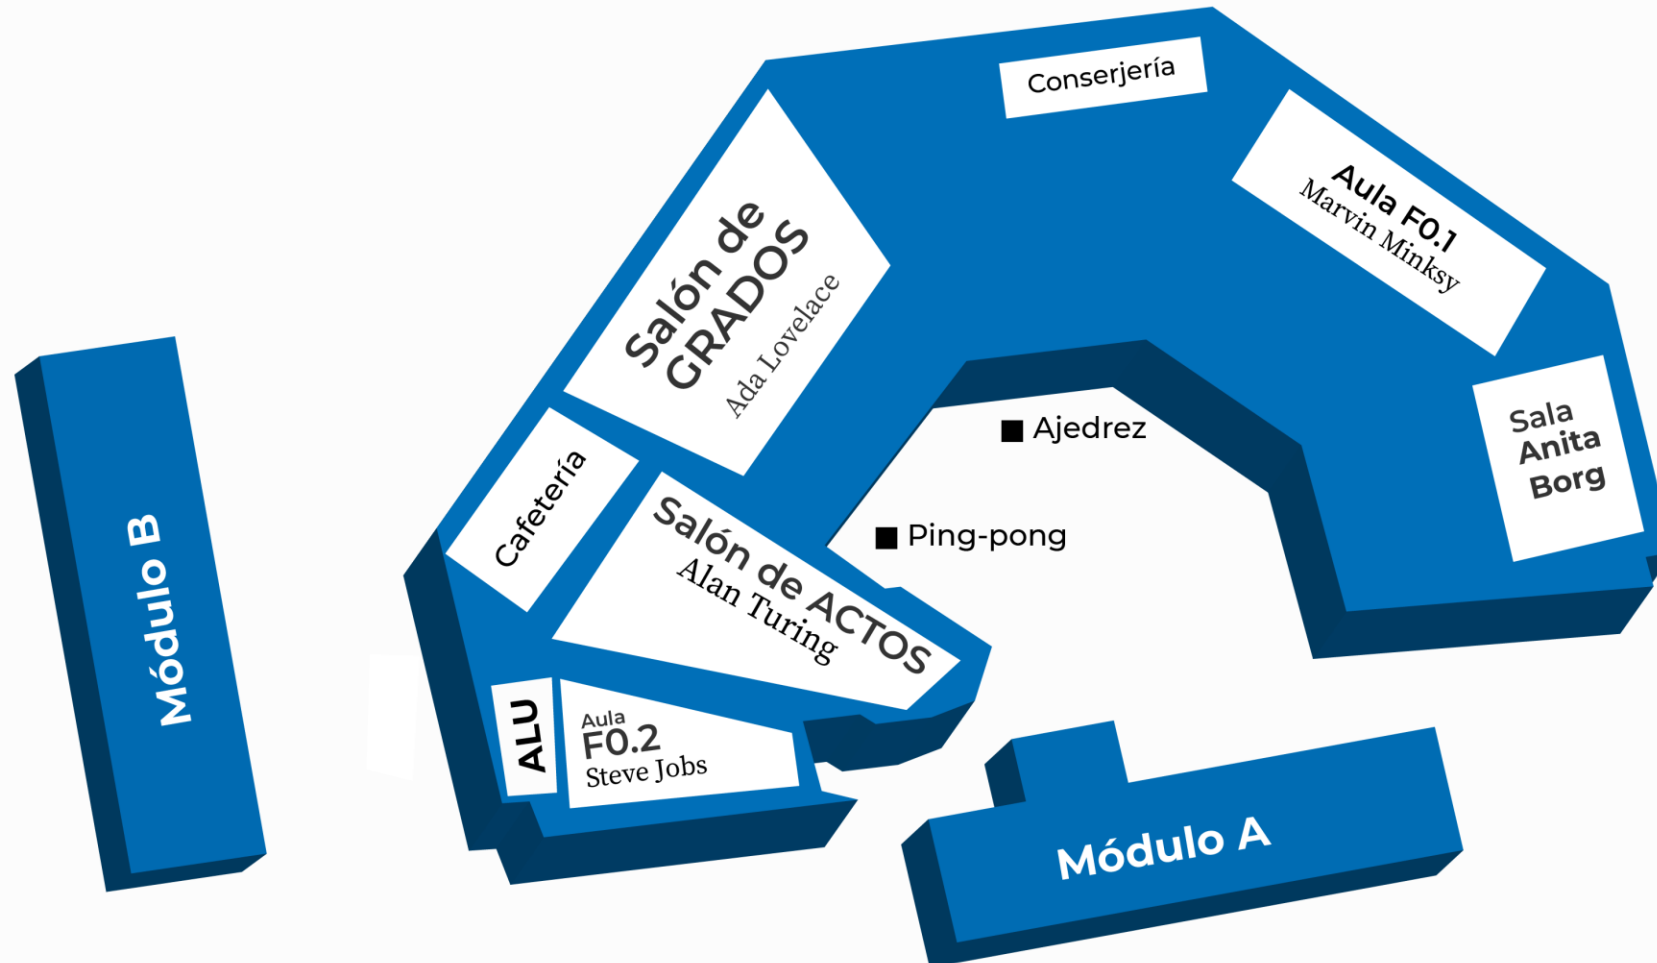 Conserjería
Aula F0.1
Marvin Minksy
Salón de
GRADOS
Ada Lovelace
Sala
Anita
Borg
Ajedrez
Ping-pong
Cafetería
Salón de ACTOS
Alan Turing
ALU
Aula
F0.2
Steve Jobs
Módulo B
Módulo A